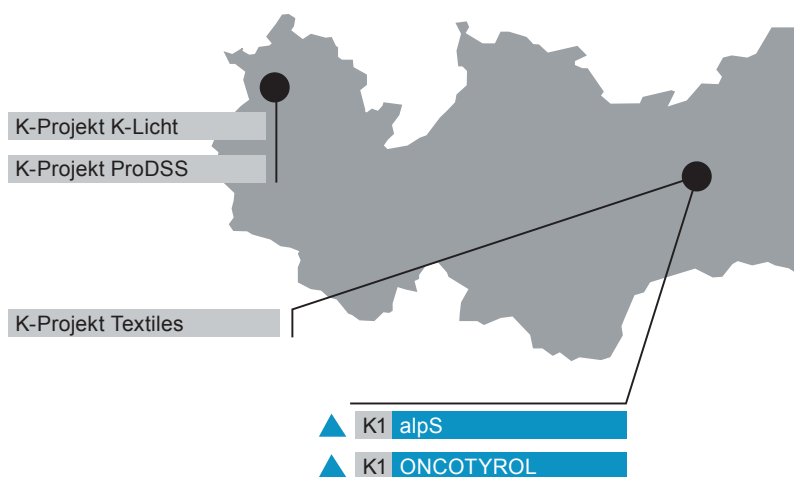 K-Projekt K-Licht
K-Projekt ProDSS
K-Projekt Textiles
K1 alpS
K1 ONCOTYROL